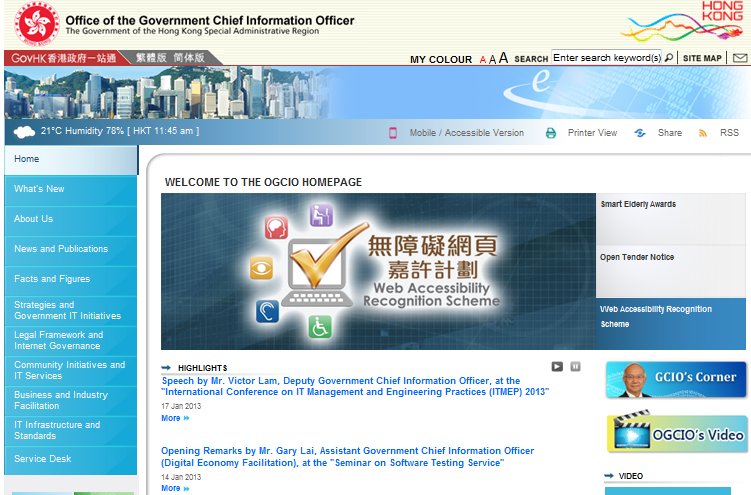 Office of the Government Chief Information Officer
The Government of the Hong Kong Special Administrative Region
HONG
KONG
GovHK香港政府一站通 繁體版 简体版
MY COLOUR A A A SEARCH Enter search keyword(s) SITE MAP
e
21°C Humidity 78% [ HKT 11:45 am ]
Mobile / Accessible Version Printer View Share RSS
Home
What's New
About Us
News and Publications
Facts and Figures
Strategies and
Government IT Initiatives
Legal Framework and
Internet Governance
Community Initiatives and
IT Services
Business and Industry
Facilitation
IT Infrastructure and
Standards
Service Desk
WELCOME TO THE OGCIO HOMEPAGE
無障礙網頁
嘉許計劃
Web Accessibility
Recognition Scheme
Smart Elderly Awards
Open Tender Notice
Web Accessibility Recognition
Scheme
HIGHLIGHTS
Speech by Mr. Victor Lam, Deputy Government Chief Information Officer, at the
"International Conference on IT Management and Engineering Practices (ITMEP) 2013"
17 Jan 2013
More
Opening Remarks by Mr. Gary Lai, Assistant Government Chief Information Officer
(Digital Economy Facilitation), at the "Seminar on Software Testing Service"
14 Jan 2013
More
GCIO's Corner
OGCIO's Video
VIDEO